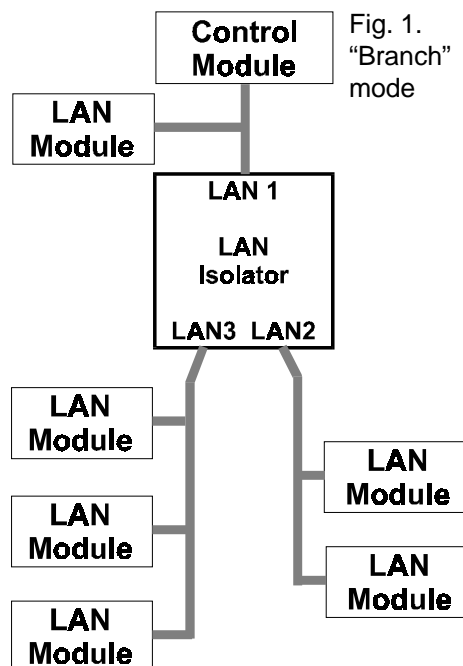 Control
Module
Fig. 1.
“Branch”
mode
LAN
Module
LAN 1
LAN
Isolator
LAN3 LAN2
LAN
Module
LAN
Module
LAN
Module
LAN
Module
LAN
Module